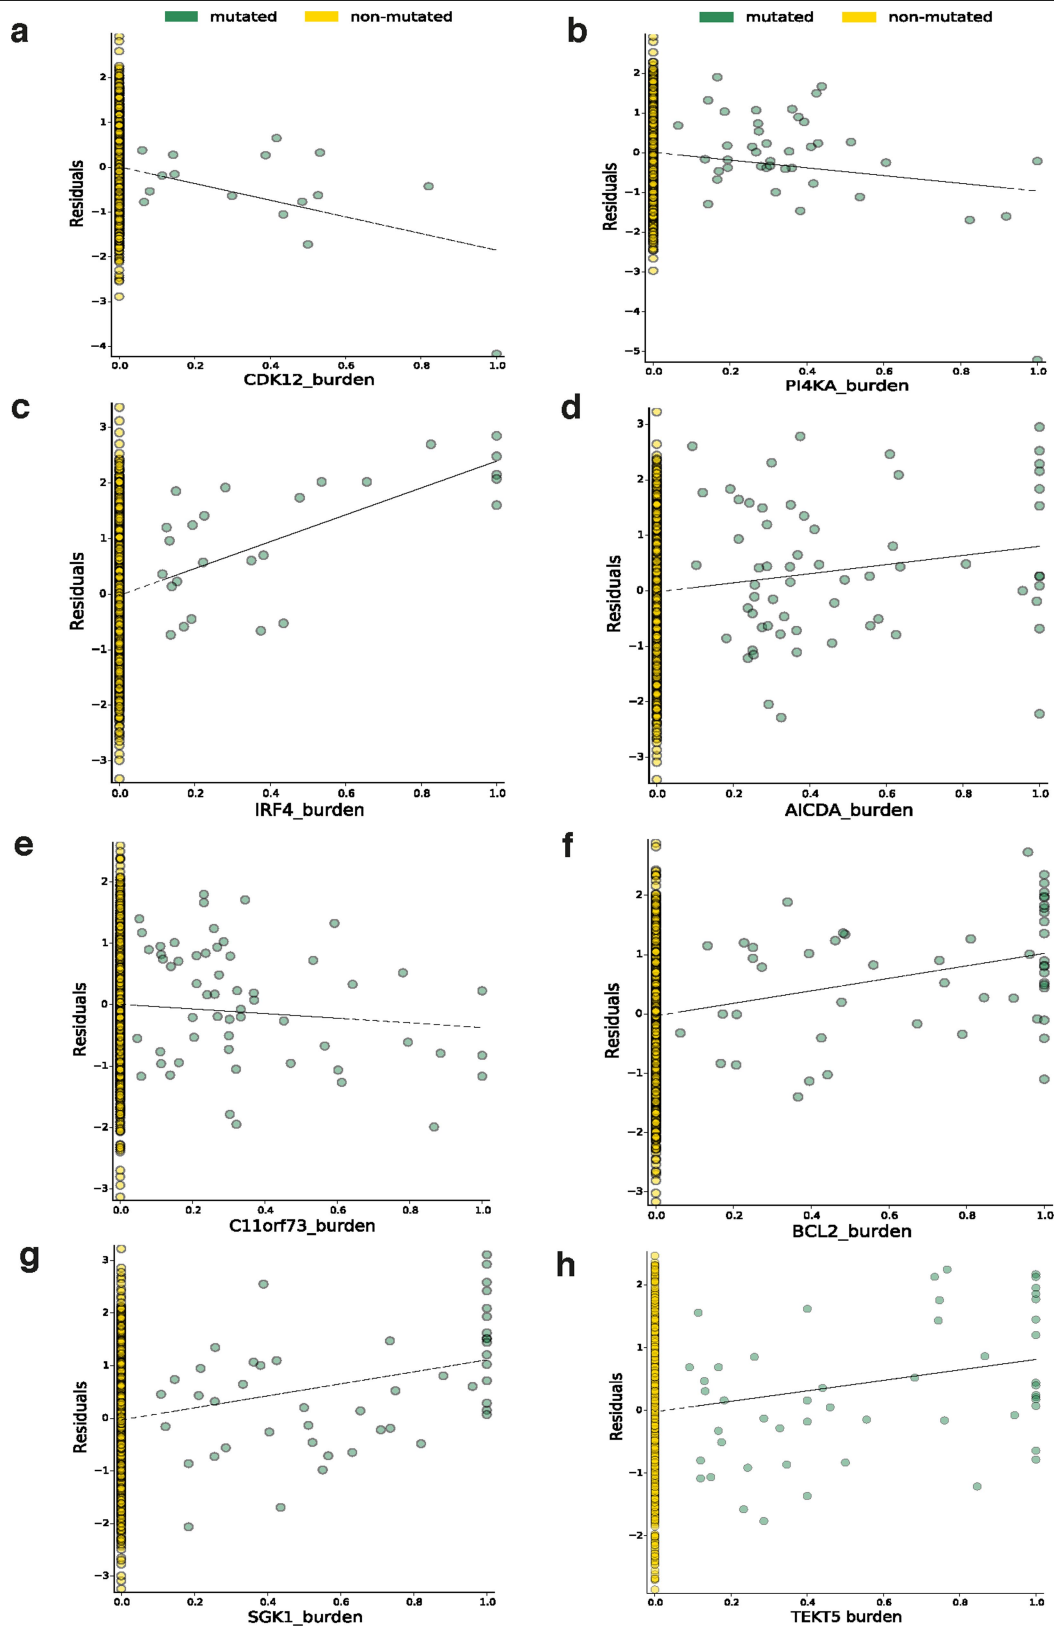 mutated non-mutated
mutated non-mutated
a
Residuals
2
1
0
−1
−2
−3
−4
0.0 0.2 0.4 0.6 0.8 1.0
CDK12_burden
b
Residuals
2
1
0
−1
−2
−3
−4
−5
0.0 0.2 0.4 0.6 0.8 1.0
PI4KA_burden
c
Residuals
3
2
1
0
−1
−2
−3
0.0 0.2 0.4 0.6 0.8 1.0
IRF4_burden
d
Residuals
3
2
1
0
−1
−2
−3
0.0 0.2 0.4 0.6 0.8 1.0
AICDA_burden
e
Residuals
2
1
0
−1
−2
−3
0.0 0.2 0.4 0.6 0.8 1.0
C11orf73_burden
f
Residuals
2
1
0
−1
−2
−3
0.0 0.2 0.4 0.6 0.8 1.0
BCL2_burden
g
Residuals
3
2
1
0
−1
−2
−3
0.0 0.2 0.4 0.6 0.8 1.0
SGK1_burden
h
Residuals
2
1
0
−1
−2
0.0 0.2 0.4 0.6 0.8 1.0
TEKT5 burden